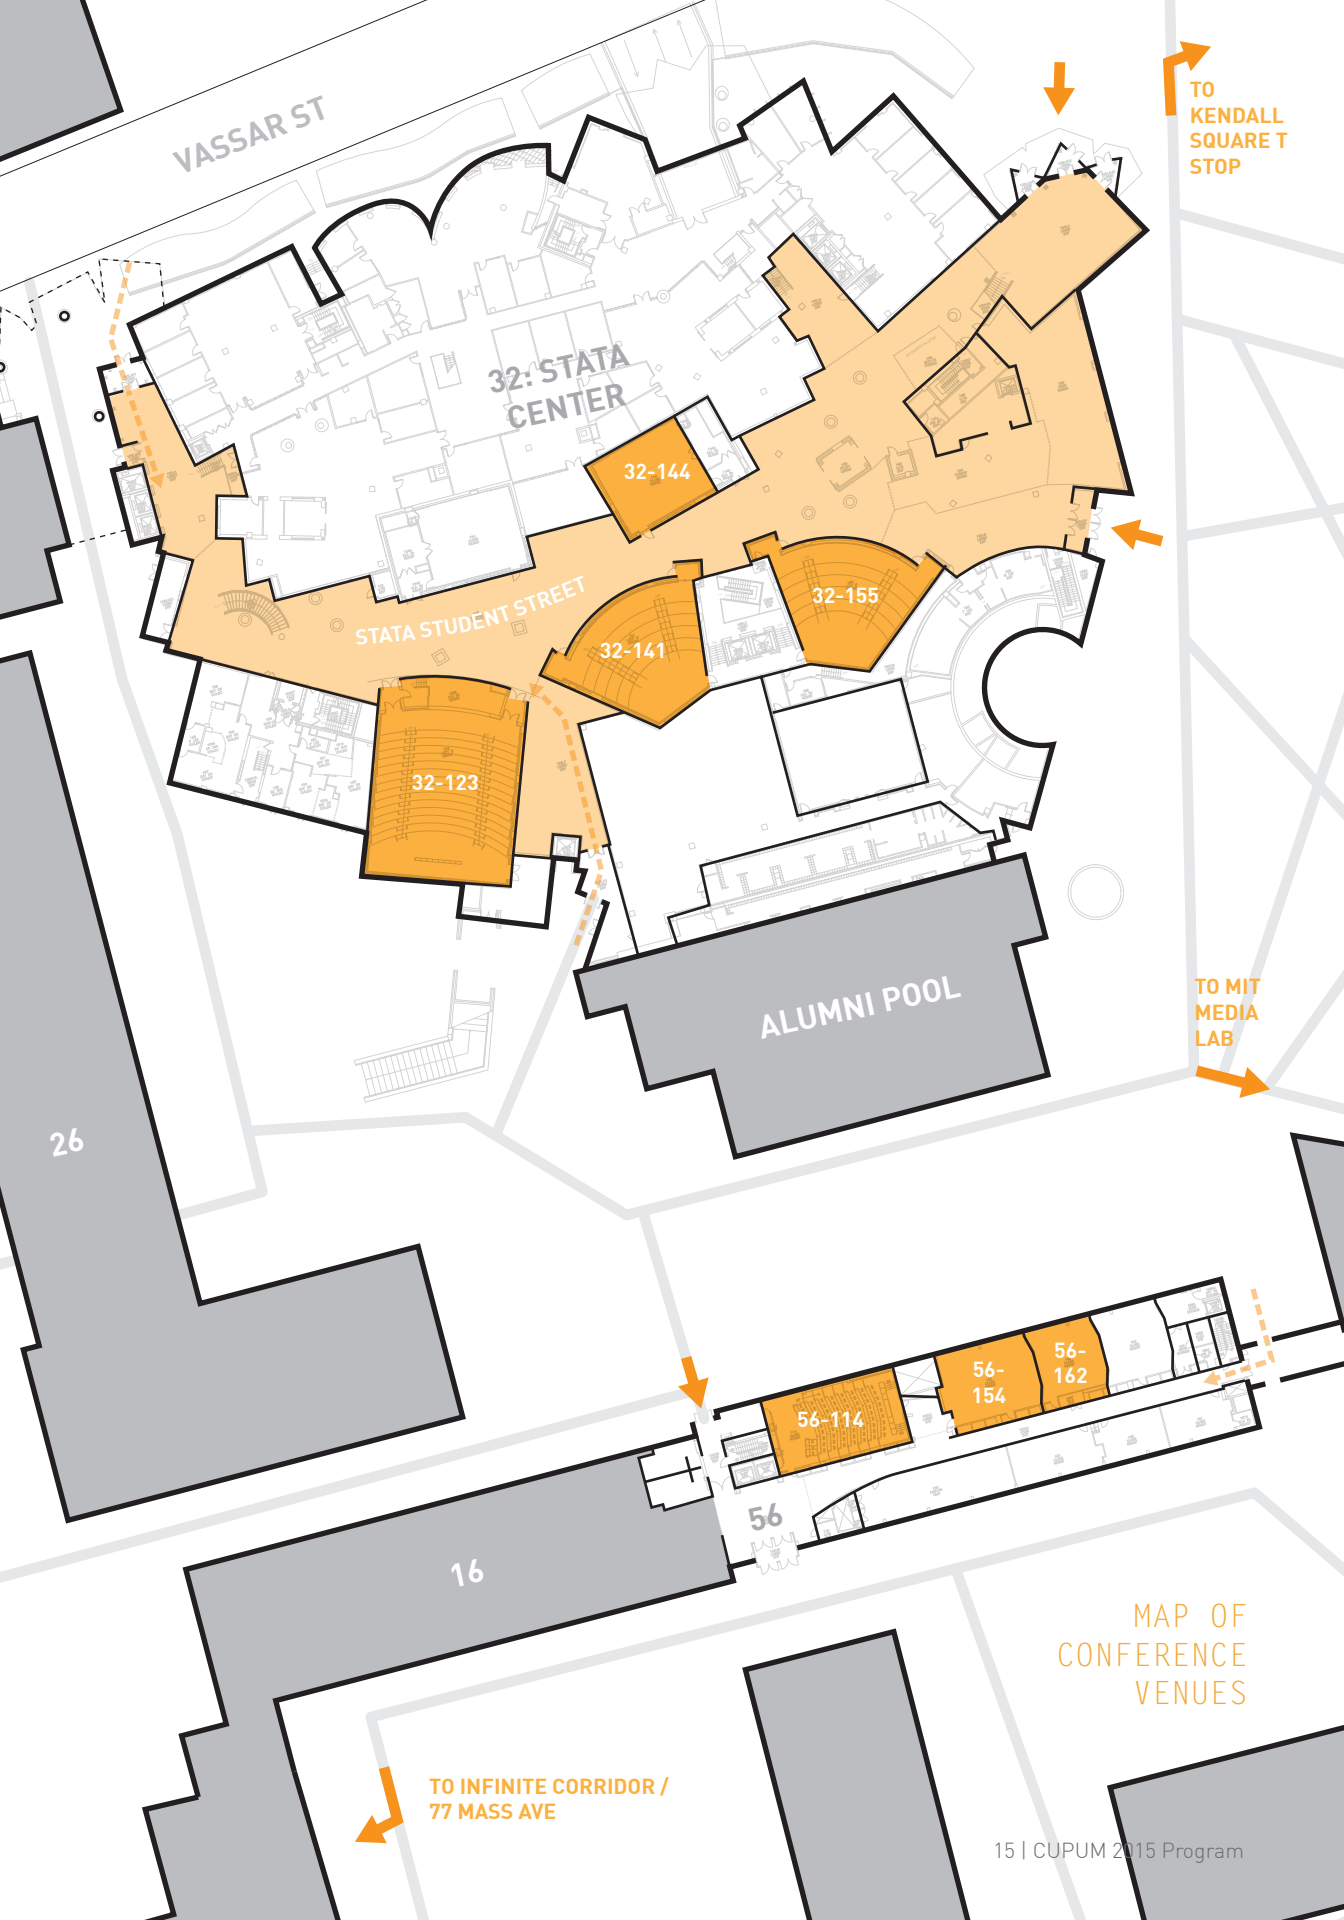 VASSAR ST
TO
KENDALL
SQUARE T
STOP
32: STATA
CENTER
32-144
32-155
STATA STUDENT STREET
32-141
32-123
ALUMNI POOL
TO MIT
MEDIA
LAB
26
56-
162
56-
154
56-114
56
16
MAP OF
CONFERENCE
VENUES
TO INFINITE CORRIDOR /
77 MASS AVE
15 | CUPUM 2015 Program